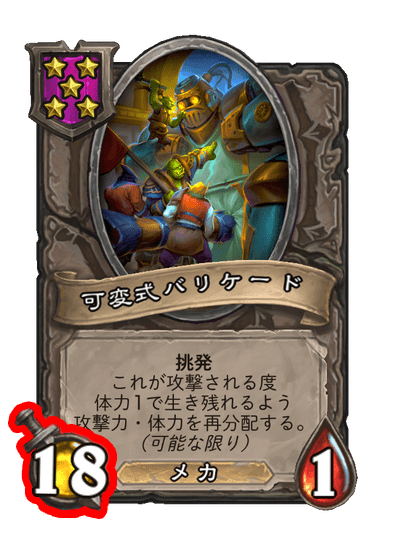 可変式バリケード
挑発
これが攻撃される度
体力1で生き残れるよう
攻撃力・体力を再分配する。
(可能な限り)
18
メカ
1